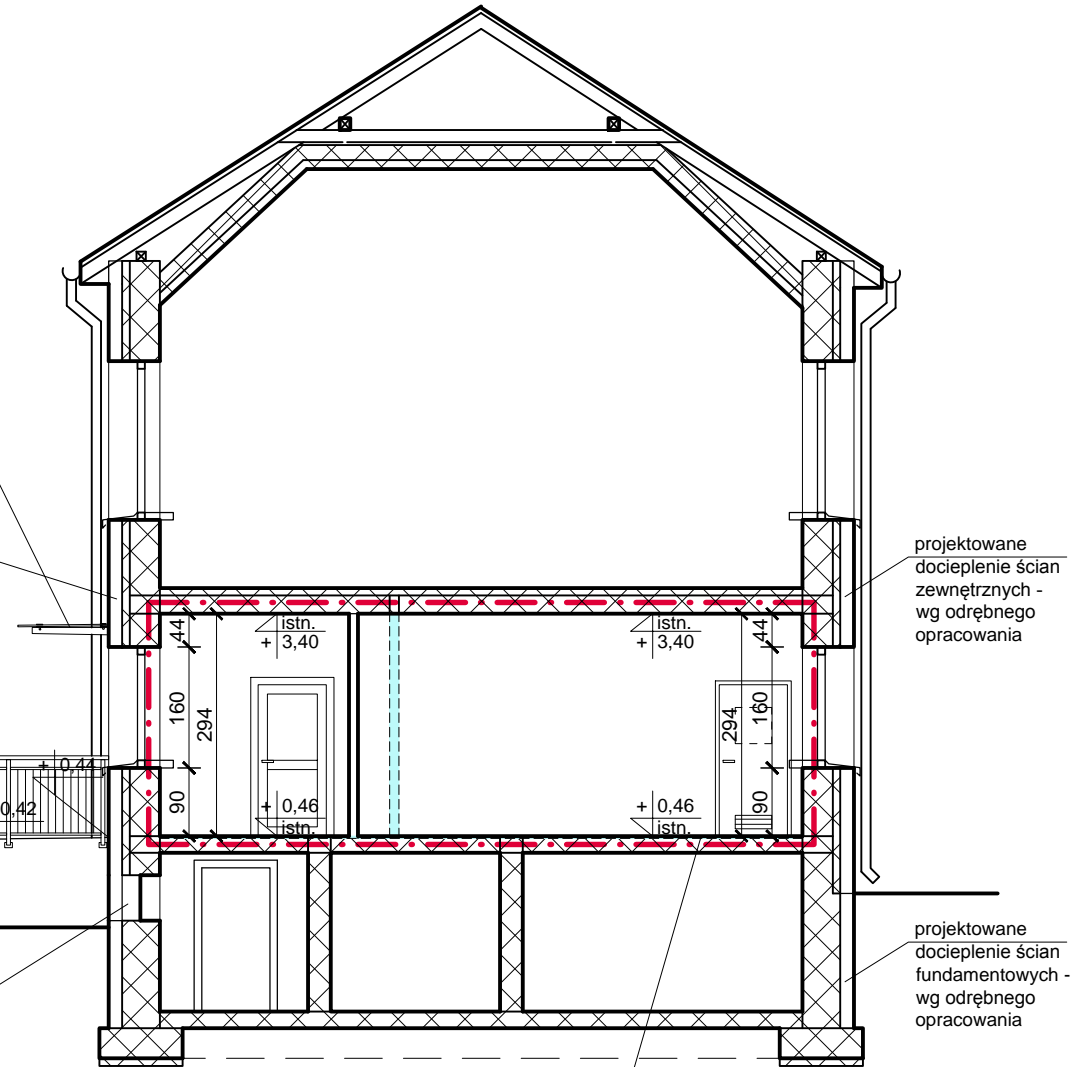 projektowane
docieplenie ścian
zewnętrznych -
wg odrębnego
opracowania
44
istn.
+ 3,40
istn.
+ 3,40
44
160
294
294
160
+ 0,44
0,42
90
+ 0,46
istn.
+ 0,46
istn.
90
projektowane
docieplenie ścian
fundamentowych -
wg odrębnego
opracowania